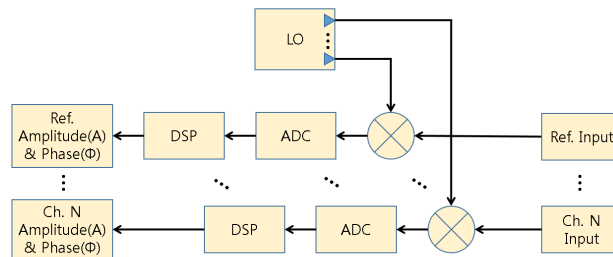 LO
Ref.
Amplitude(A)
& Phase(Φ)
DSP
ADC
Ref. Input
Ch. N
Amplitude(A)
& Phase(Φ)
DSP
ADC
Ch. N
Input